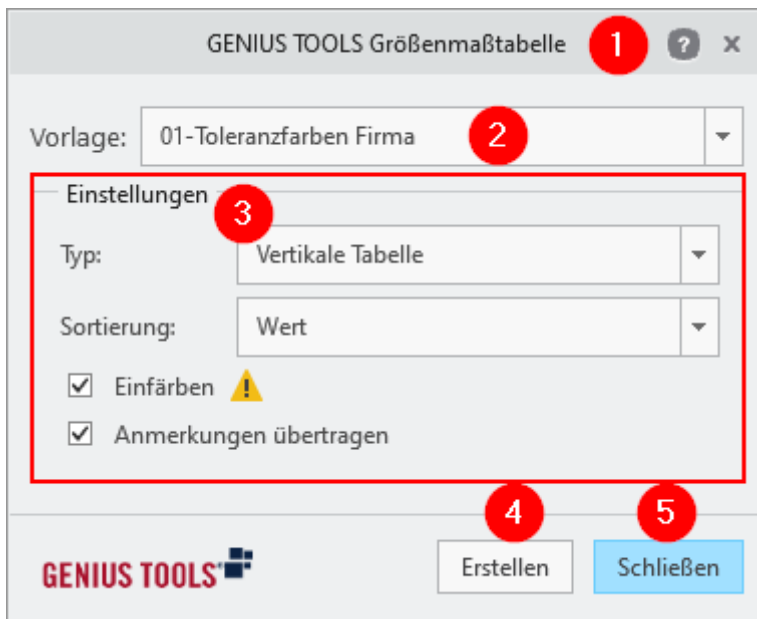 GENIUS TOOLS Größenmaßtabelle 1 ? ×
Vorlage: 01-Toleranzfarben Firma 2
Einstellungen 3
Typ: Vertikale Tabelle
Sortierung: Wert
Einfärben
Anmerkungen übertragen
4 5
GENIUS TOOLS® Erstellen Schließen